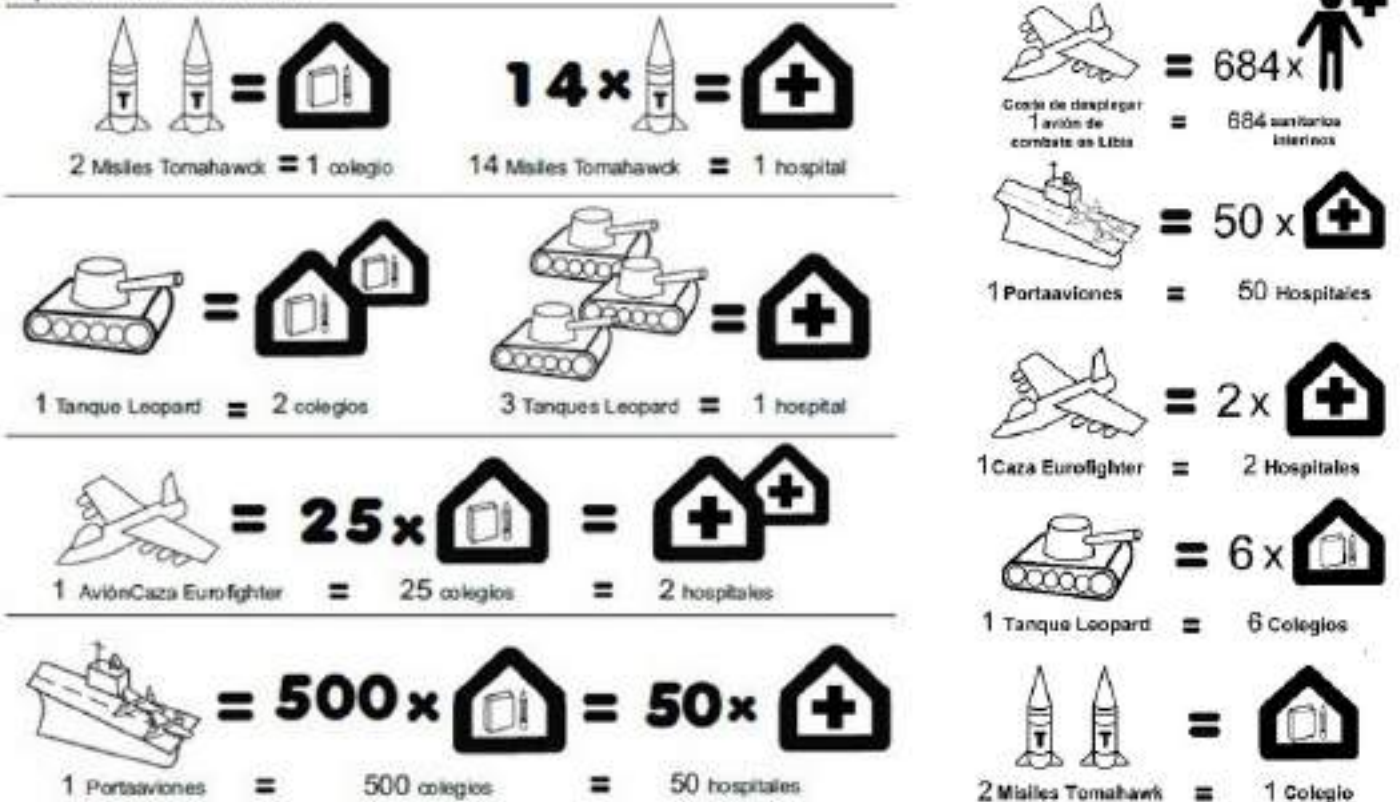 T T = 14 x T =
2 Misiles Tomahawck = 1 colegio
14 Misiles Tomahawck = 1 hospital
= =
1 Tanque Leopard = 2 colegios
3 Tanques Leopard = 1 hospital
= 25 x =
1 AviónCaza Eurofighter = 25 colegios = 2 hospitales
= 500 x = 50 x
1 Portaaviones = 500 colegios = 50 hospitales
= 684 x
Coste de desplegar
1 avión de
combate en Libia
= 684 sanitarios
interinos
= 50 x
1 Portaaviones = 50 Hospitales
= 2 x
1 Caza Eurofighter = 2 Hospitales
= 6 x
1 Tanque Leopard = 6 Colegios
T T =
2 Misiles Tomahawk = 1 Colegio